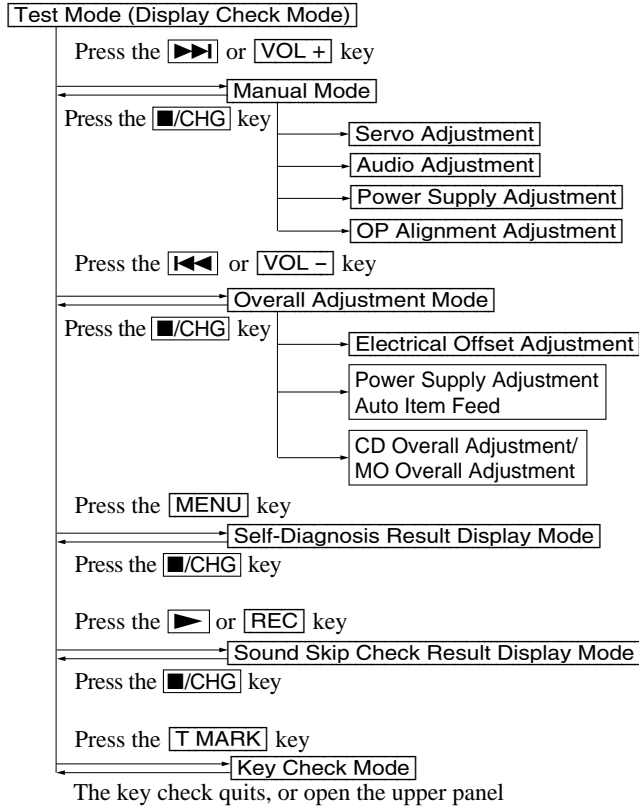 Test Mode (Display Check Mode)
Press the ▶▶I or VOL + key
Manual Mode
Press the ■/CHG key
Servo Adjustment
Audio Adjustment
Power Supply Adjustment
OP Alignment Adjustment
Press the I◀◀ or VOL – key
Overall Adjustment Mode
Press the ■/CHG key
Electrical Offset Adjustment
Power Supply Adjustment
Auto Item Feed
CD Overall Adjustment/
MO Overall Adjustment
Press the MENU key
Self-Diagnosis Result Display Mode
Press the ■/CHG key
Press the ▶ or REC key
Sound Skip Check Result Display Mode
Press the ■/CHG key
Press the T MARK key
Key Check Mode
The key check quits, or open the upper panel